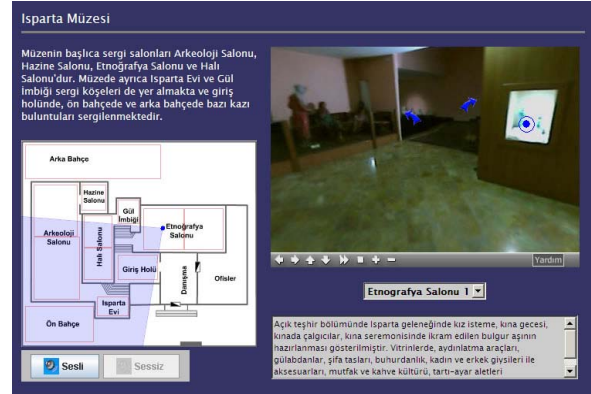 Isparta Müzesi
Müzenin başlıca sergi salonları Arkeoloji Salonu,
Hazine Salonu, Etnoğrafya Salonu ve Halı
Salonu'dur. Müzede ayrıca Isparta Evi ve Gül
İmbiği sergi köşeleri de yer almakta ve giriş
holünde, ön bahçede ve arka bahçede bazı kazı
buluntuları sergilenmektedir.
Arka Bahçe
Hazine
Salonu
Gül
İmbiği
Etnoğrafya
Salonu
Arkeoloji
Salonu
Halı Salonu
Giriş Holü
Danışma
Ofisler
Isparta
Evi
Ön Bahçe
Sesli
Sessiz
Yardım
Etnografya Salonu 1
Açık teşhir bölümünde Isparta geleneğinde kız isteme, kına gecesi,
kınada çalgıcılar, kına seremonisinde ikram edilen bulgur aşının
hazırlanması gösterilmiştir. Vitrinlerde, aydınlatma araçları,
gülabdanlar, şifa tasları, buhurdanlık, kadın ve erkek giysileri ile
aksesuarları, mutfak ve kahve kültürü, tartı-ayar aletleri